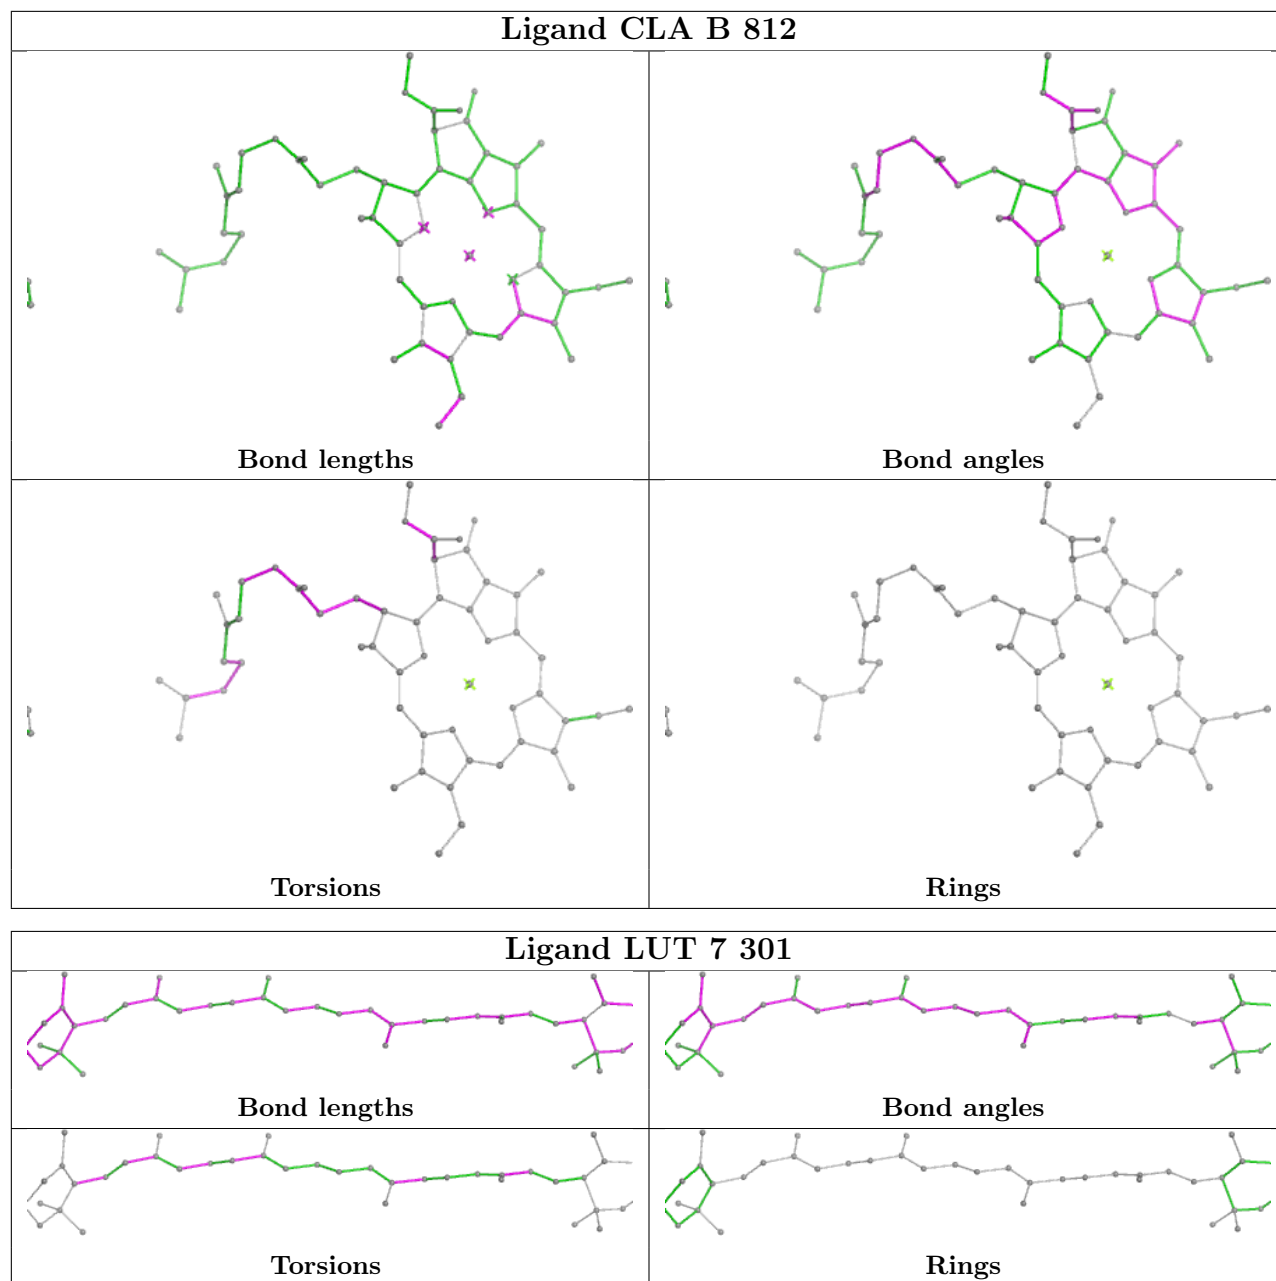 Ligand CLA B 812
Bond lengths
Bond angles
Torsions
Rings
Ligand LUT 7 301
Bond lengths
Bond angles
Torsions
Rings